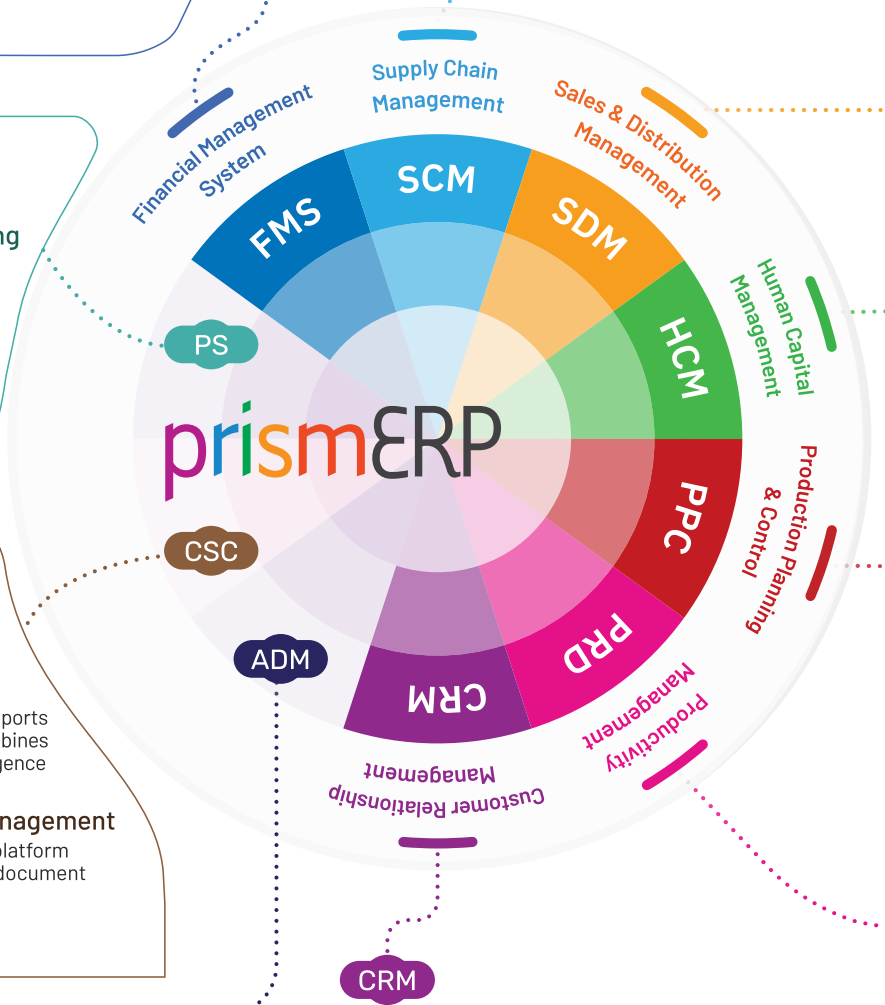 Supply Chain
Management
Financial Management
System
Sales & Distribution
Management
Human Capital
Management
Production Planning
& Control
Productivity
Management
Customer Relationship
Management
SCM
FMS
SDM
HCM
PPC
PRD
CRM
PS
prismERP
CSC
ADM
CRM
ng
ports
bines
gence
nagement
platform
document